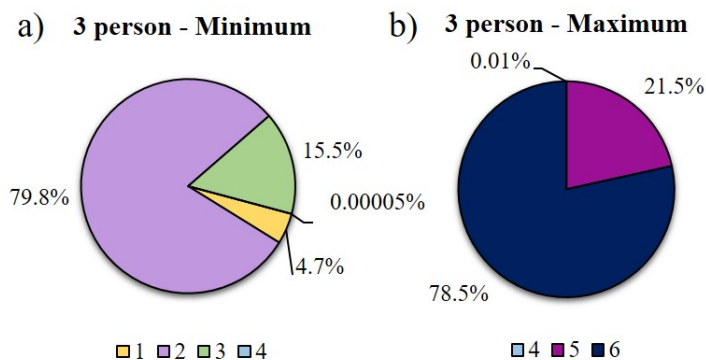 a) 3 person - Minimum
79.8%
15.5%
0.00005%
4.7%
1 2 3 4
b) 3 person - Maximum
0.01%
21.5%
78.5%
4 5 6